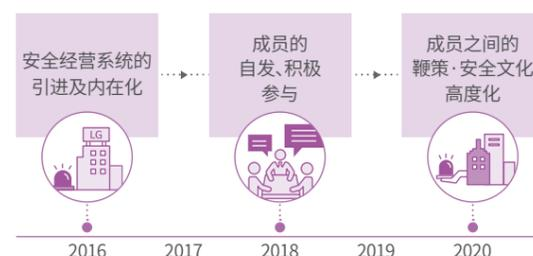 安全经营系统的
引进及内在化
成员的
自发、积极
参与
成员之间的
鞭策·安全文化
高度化
LG
2016
2017
2018
2019
2020